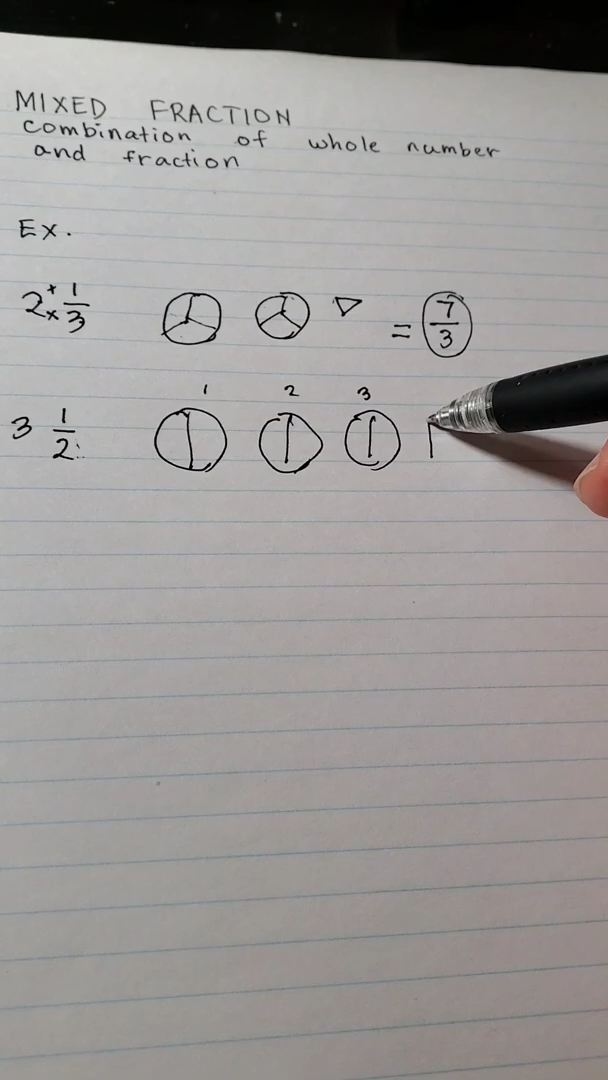 MIXED FRACTION
combination of whole number
and fraction
Ex.
2 + x 1/3 = 7/3
1 2 3
3 1/2